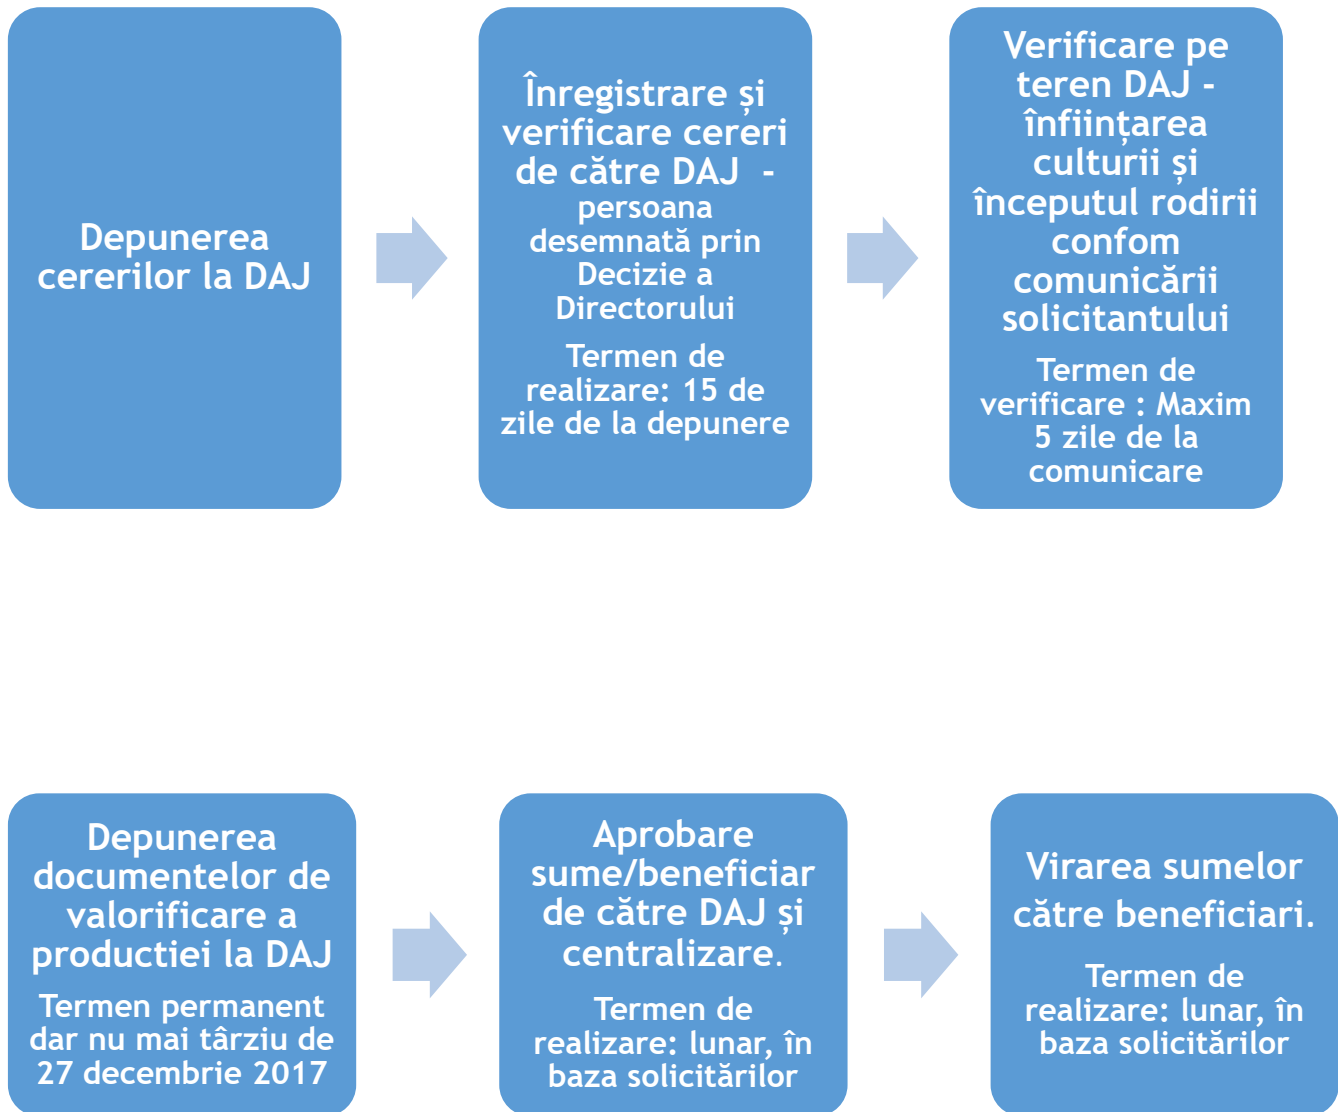 Depunerea
cererilor la DAJ
Înregistrare și
verificare cereri
de către DAJ -
persoana
desemnată prin
Decizie a
Directorului
Termen de
realizare: 15 de
zile de la depunere
Verificare pe
teren DAJ -
înființarea
culturii și
începutul rodirii
confom
comunicării
solicitantului
Termen de
verificare : Maxim
5 zile de la
comunicare
Depunerea
documentelor de
valorificare a
productiei la DAJ
Termen permanent
dar nu mai târziu de
27 decembrie 2017
Aprobare
sume/beneficiar
de către DAJ și
centralizare.
Termen de
realizare: lunar, în
baza solicitărilor
Virarea sumelor
către beneficiari.
Termen de
realizare: lunar, în
baza solicitărilor